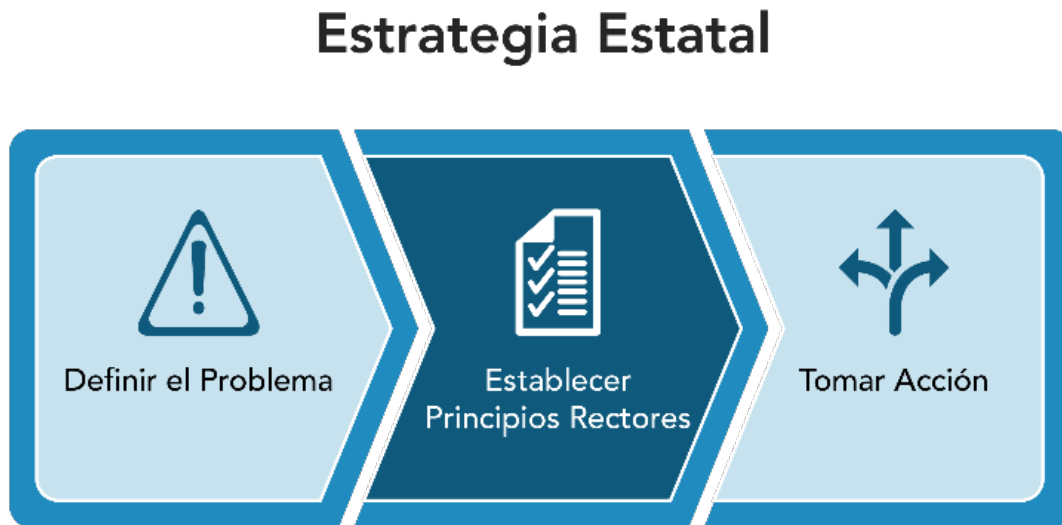 Estrategia Estatal
Definir el Problema
Establecer
Principios Rectores
Tomar Acción